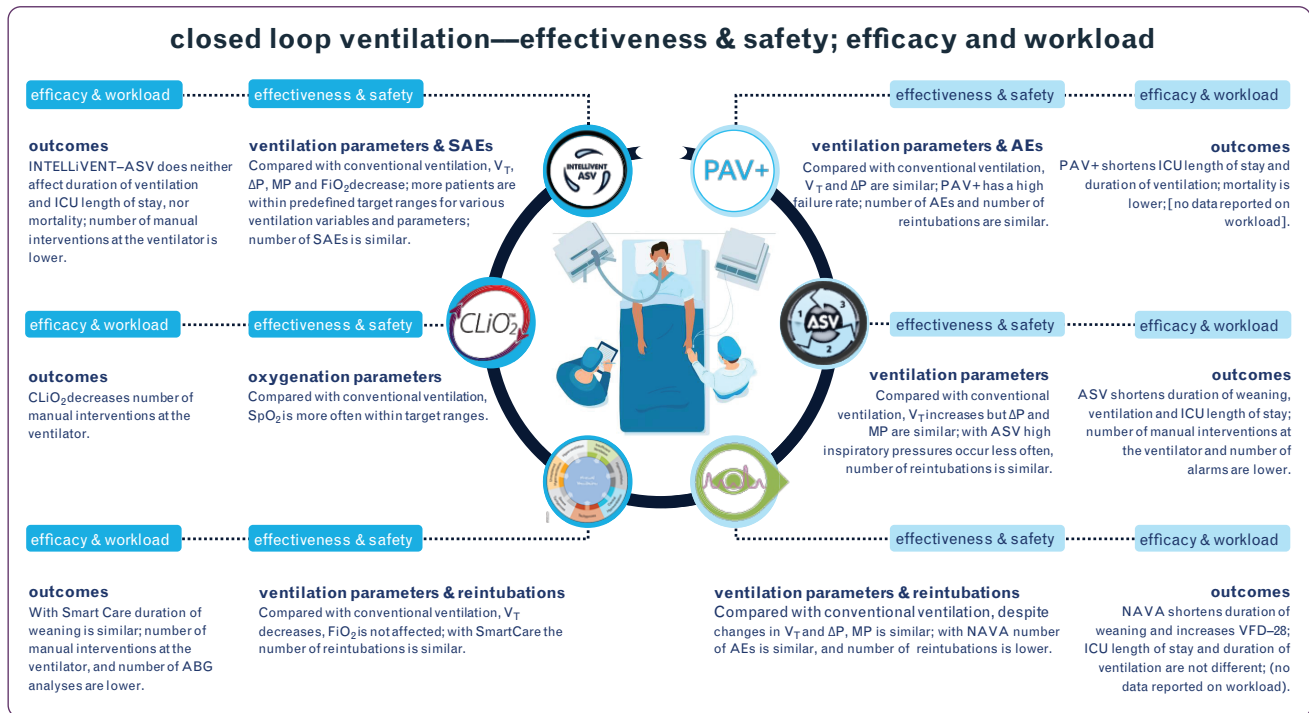 closed loop ventilation—effectiveness & safety; efficacy and workload
efficacy & workload
effectiveness & safety
outcomes
INTELLiVENT–ASV does neither
affect duration of ventilation
and ICU length of stay, nor
mortality; number of manual
interventions at the ventilator is
lower.
ventilation parameters & SAEs
Compared with conventional ventilation, VT,
ΔP, MP and FiO2 decrease; more patients are
within predefined target ranges for various
ventilation variables and parameters;
number of SAEs is similar.
INTELLiVENT
ASV
PAV+
effectiveness & safety
efficacy & workload
ventilation parameters & AEs
Compared with conventional ventilation,
VT and ΔP are similar; PAV+ has a high
failure rate; number of AEs and number of
reintubations are similar.
outcomes
PAV+ shortens ICU length of stay and
duration of ventilation; mortality is
lower; [no data reported on
workload].
efficacy & workload
effectiveness & safety
outcomes
CLiO2 decreases number of
manual interventions at the
ventilator.
oxygenation parameters
Compared with conventional ventilation,
SpO2 is more often within target ranges.
CLiO2™
1
3
ASV
2
effectiveness & safety
efficacy & workload
ventilation parameters
Compared with conventional
ventilation, VT increases but ΔP and
MP are similar; with ASV high
inspiratory pressures occur less often,
number of reintubations is similar.
outcomes
ASV shortens duration of weaning,
ventilation and ICU length of stay;
number of manual interventions at
the ventilator and number of
alarms are lower.
efficacy & workload
effectiveness & safety
outcomes
With Smart Care duration of
weaning is similar; number of
manual interventions at the
ventilator, and number of ABG
analyses are lower.
ventilation parameters & reintubations
Compared with conventional ventilation, VT
decreases, FiO2 is not affected; with SmartCare the
number of reintubations is similar.
effectiveness & safety
efficacy & workload
ventilation parameters & reintubations
Compared with conventional ventilation, despite
changes in VT and ΔP, MP is similar; with NAVA number
of AEs is similar, and number of reintubations is lower.
outcomes
NAVA shortens duration of
weaning and increases VFD–28;
ICU length of stay and duration of
ventilation are not different; (no
data reported on workload).